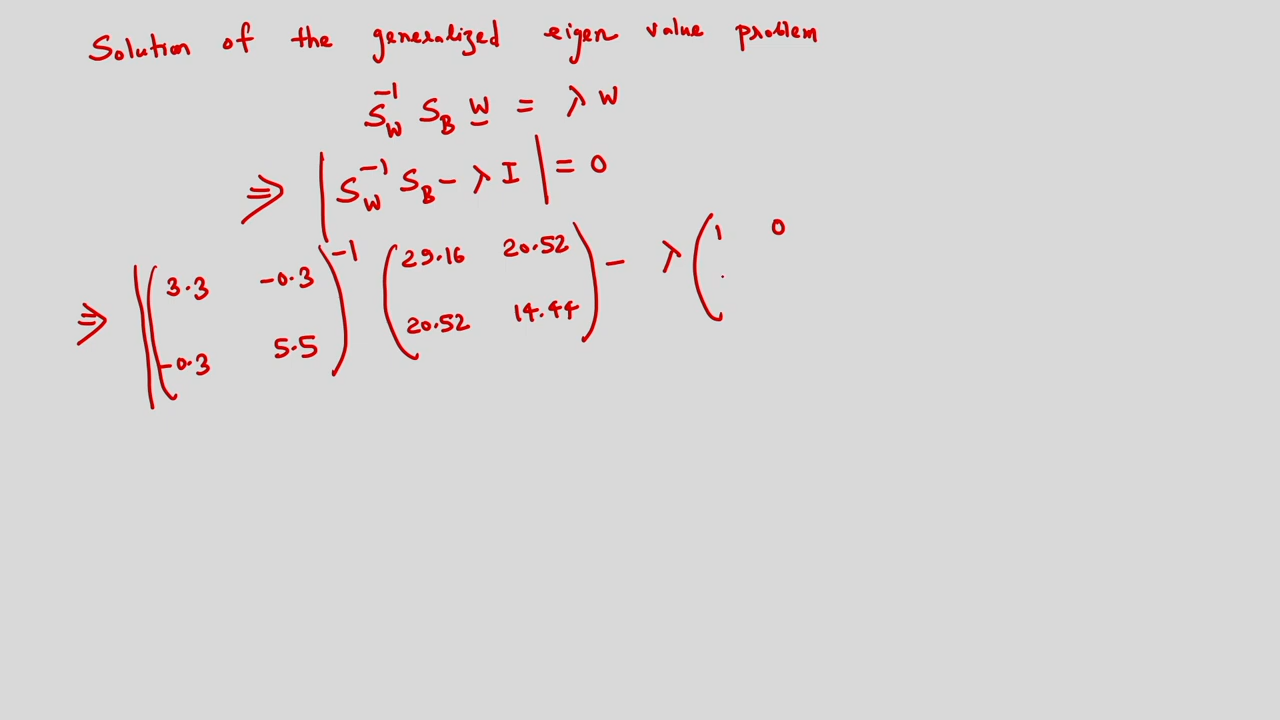 Solution of the generalized eigen value problem
S_W^{-1} S_B W = λ W
⇒ | S_W^{-1} S_B - λ I | = 0
⇒ | ( 3.3 -0.3 )^{-1} ( 29.16 20.52 ) - λ ( 1 0
-0.3 5.5 20.52 14.44